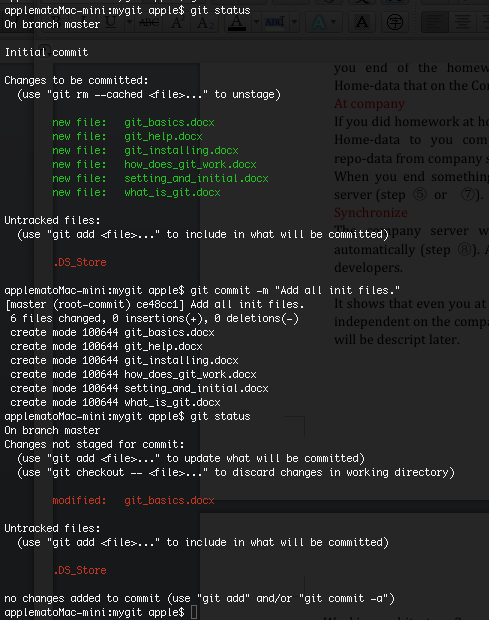 applematoMac-mini:mygit apple$ git status
On branch master
Initial commit
Changes to be committed:
(use "git rm --cached <file>..." to unstage)
new file: git_basics.docx
new file: git_help.docx
new file: git_installing.docx
new file: how_does_git_work.docx
new file: setting_and_initial.docx
new file: what_is_git.docx
Untracked files:
(use "git add <file>..." to include in what will be committed)
.DS_Store
applematoMac-mini:mygit apple$ git commit -m "Add all init files."
[master (root-commit) ce48cc1] Add all init files.
6 files changed, 0 insertions(+), 0 deletions(-)
create mode 100644 git_basics.docx
create mode 100644 git_help.docx
create mode 100644 git_installing.docx
create mode 100644 how_does_git_work.docx
create mode 100644 setting_and_initial.docx
create mode 100644 what_is_git.docx
applematoMac-mini:mygit apple$ git status
On branch master
Changes not staged for commit:
(use "git add <file>..." to update what will be committed)
(use "git checkout -- <file>..." to discard changes in working directory)
modified: git_basics.docx
Untracked files:
(use "git add <file>..." to include in what will be committed)
.DS_Store
no changes added to commit (use "git add" and/or "git commit -a")
applematoMac-mini:mygit apple$
you end of the homew
Home-data that on the Co
At company
If you did homework at ho
Home-data to you com
repo-data from company s
When you end something
server (step ⑤ or ⑦).
Synchronize
The company server w
automatically (step ⑧). A
developers.
It shows that even you at
independent on the compa
will be descript later.